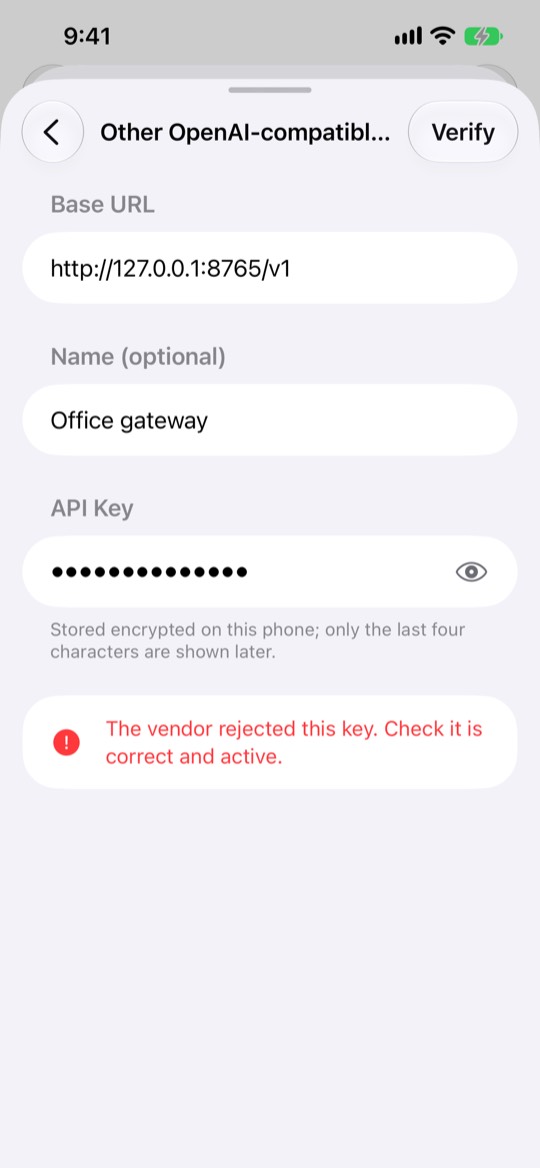 9:41
Other OpenAI-compatibl...
Verify
Base URL
http://127.0.0.1:8765/v1
Name (optional)
Office gateway
API Key
••••••••••••••
Stored encrypted on this phone; only the last four
characters are shown later.
The vendor rejected this key. Check it is
correct and active.